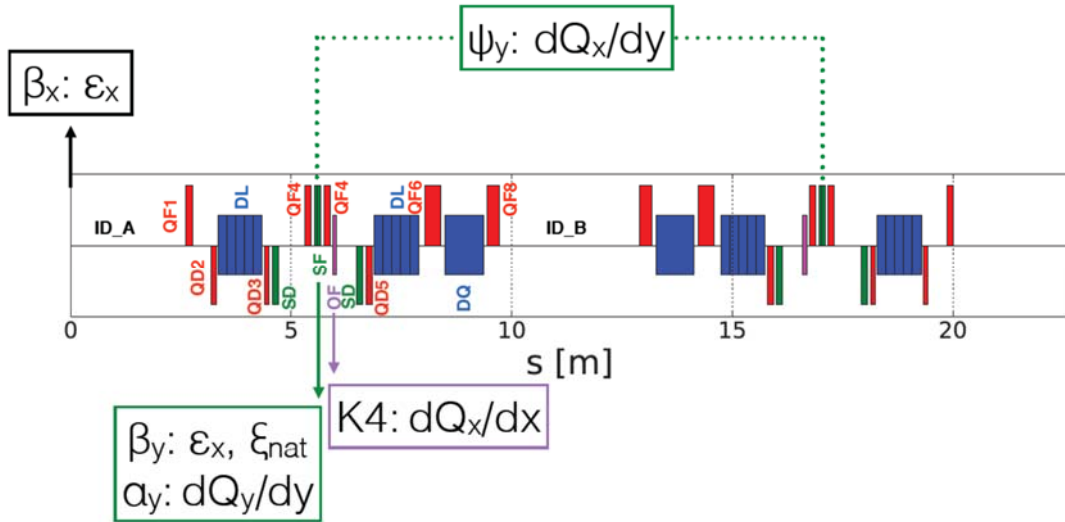 ψy: dQx/dy
βx: εx
QF1
DL
QF4
QF4
DL
QF6
QF8
ID_A
ID_B
QD2
QD3
SD
SF
OF
SD
QD5
DQ
0
5
10
15
20
s [m]
K4: dQx/dx
βy: εx, ξnat
αy: dQy/dy